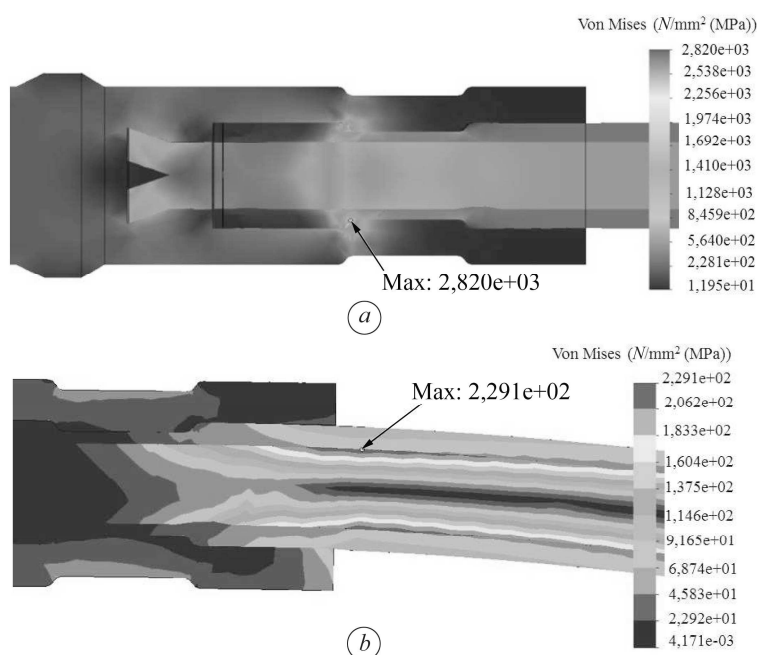 Von Mises (N/mm² (MPa))
2,820e+03
2,538e+03
2,256e+03
1,974e+03
1,692e+03
1,410e+03
1,128e+03
8,459e+02
5,640e+02
2,281e+02
1,195e+01
Max: 2,820e+03
a
Von Mises (N/mm² (MPa))
2,291e+02
2,062e+02
1,833e+02
1,604e+02
1,375e+02
1,146e+02
9,165e+01
6,874e+01
4,583e+01
2,292e+01
4,171e-03
Max: 2,291e+02
b